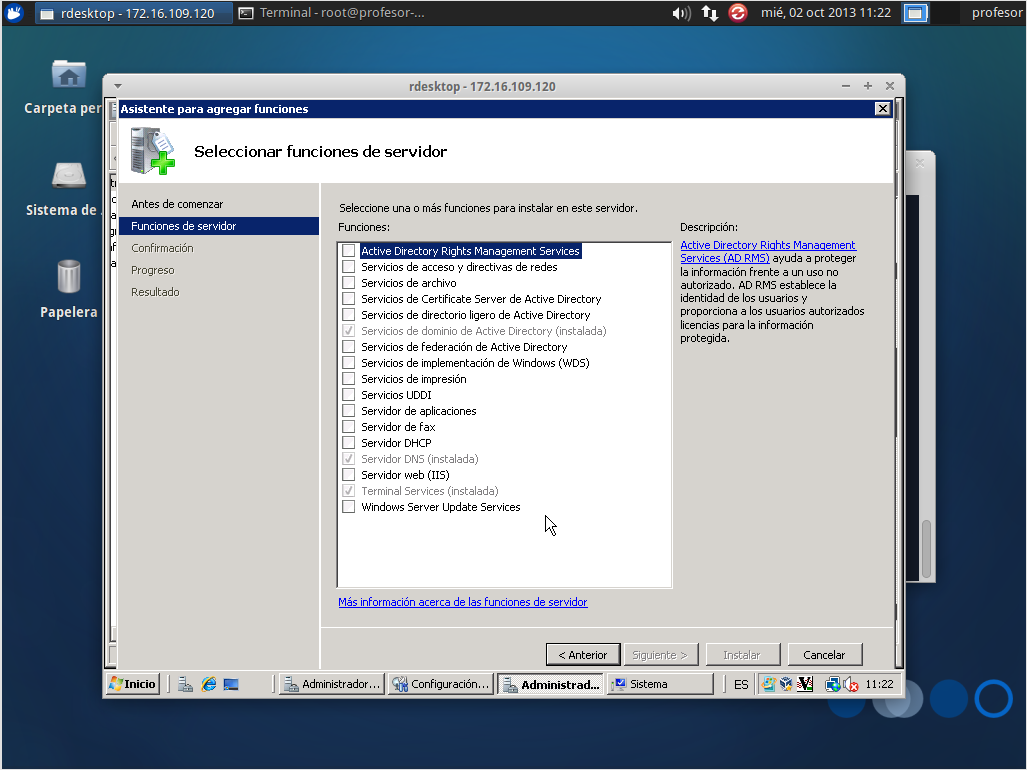 rdesktop - 172.16.109.120
Terminal - root@profesor-...
mié, 02 oct 2013 11:22
profesor
Carpeta per
Sistema de
Papelera
rdesktop - 172.16.109.120
Asistente para agregar funciones
Seleccionar funciones de servidor
Antes de comenzar
Funciones de servidor
Confirmación
Progreso
Resultado
Seleccione una o más funciones para instalar en este servidor.
Funciones:
Active Directory Rights Management Services
Servicios de acceso y directivas de redes
Servicios de archivo
Servicios de Certificate Server de Active Directory
Servicios de directorio ligero de Active Directory
Servicios de dominio de Active Directory (instalada)
Servicios de federación de Active Directory
Servicios de implementación de Windows (WDS)
Servicios de impresión
Servicios UDDI
Servidor de aplicaciones
Servidor de fax
Servidor DHCP
Servidor DNS (instalada)
Servidor web (IIS)
Terminal Services (instalada)
Windows Server Update Services
Más información acerca de las funciones de servidor
Descripción:
Active Directory Rights Management
Services (AD RMS) ayuda a proteger
la información frente a un uso no
autorizado. AD RMS establece la
identidad de los usuarios y
proporciona a los usuarios autorizados
licencias para la información
protegida.
< Anterior
Siguiente >
Instalar
Cancelar
Inicio
Administrador...
Configuración...
Administrad...
Sistema
ES
11:22